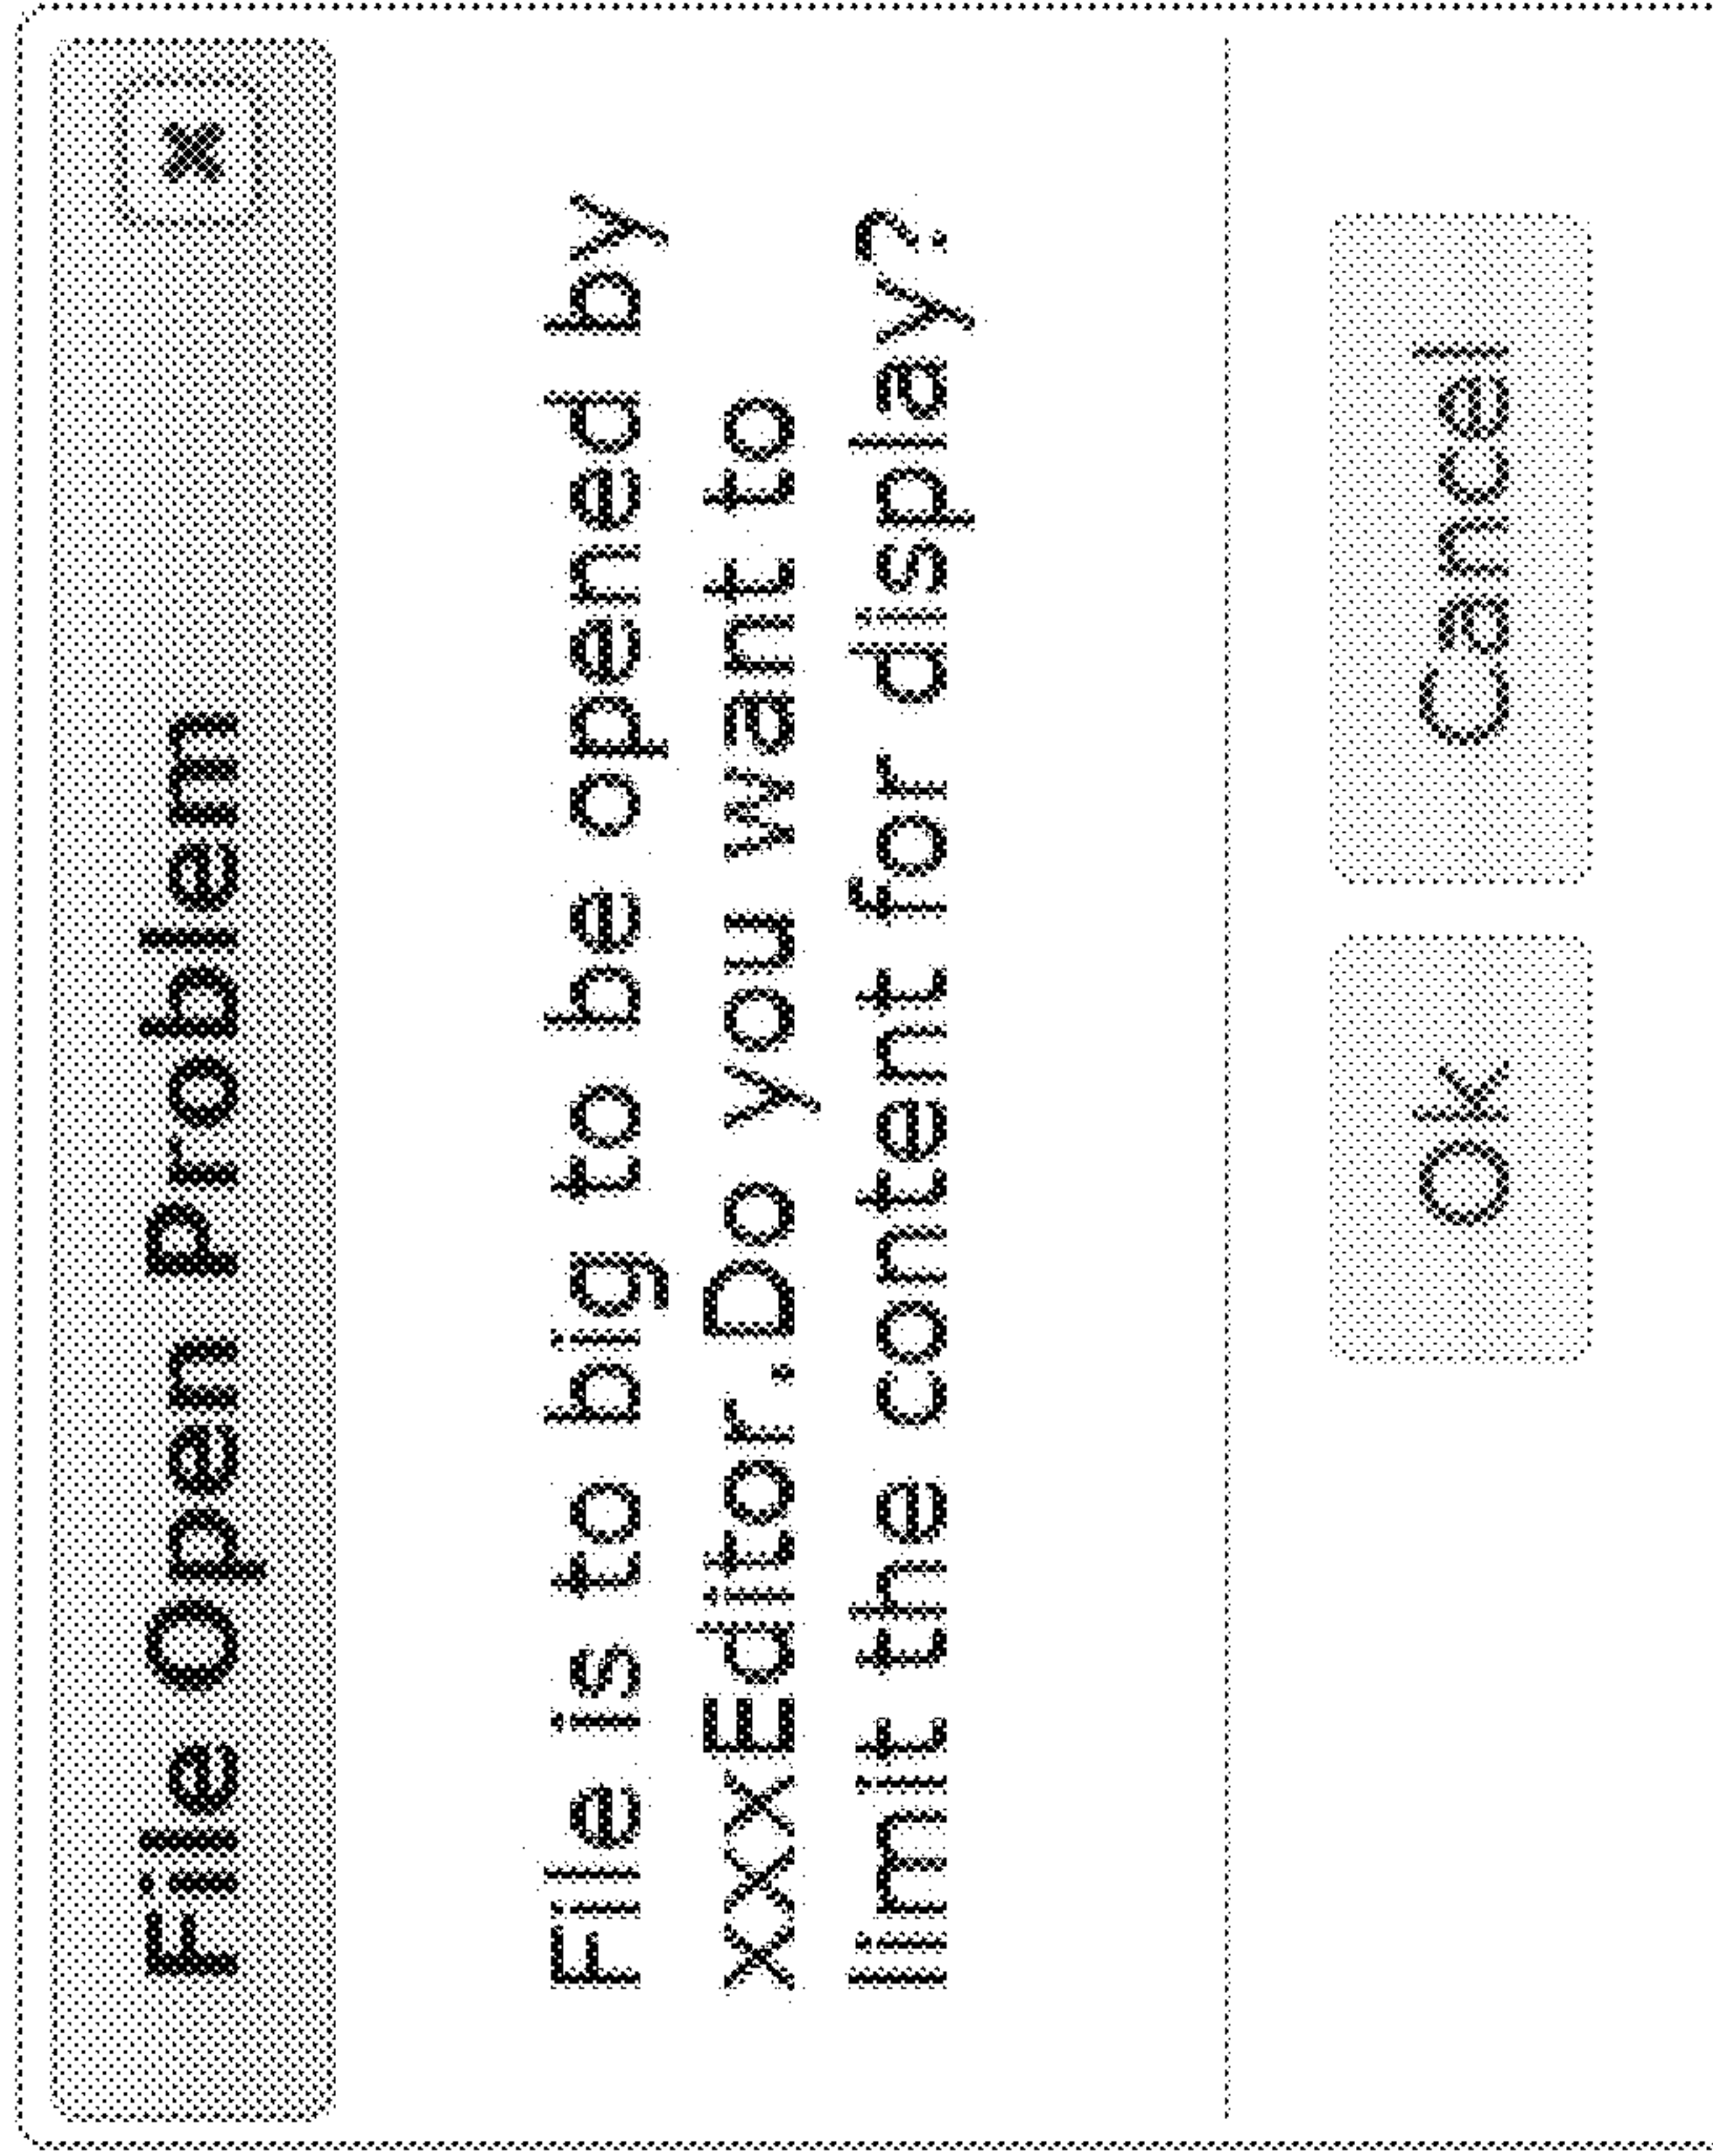 File Open Problem
File is to big to be opened by
xxxEditor.Do you want to
limit the content for display?
Ok
Cancel